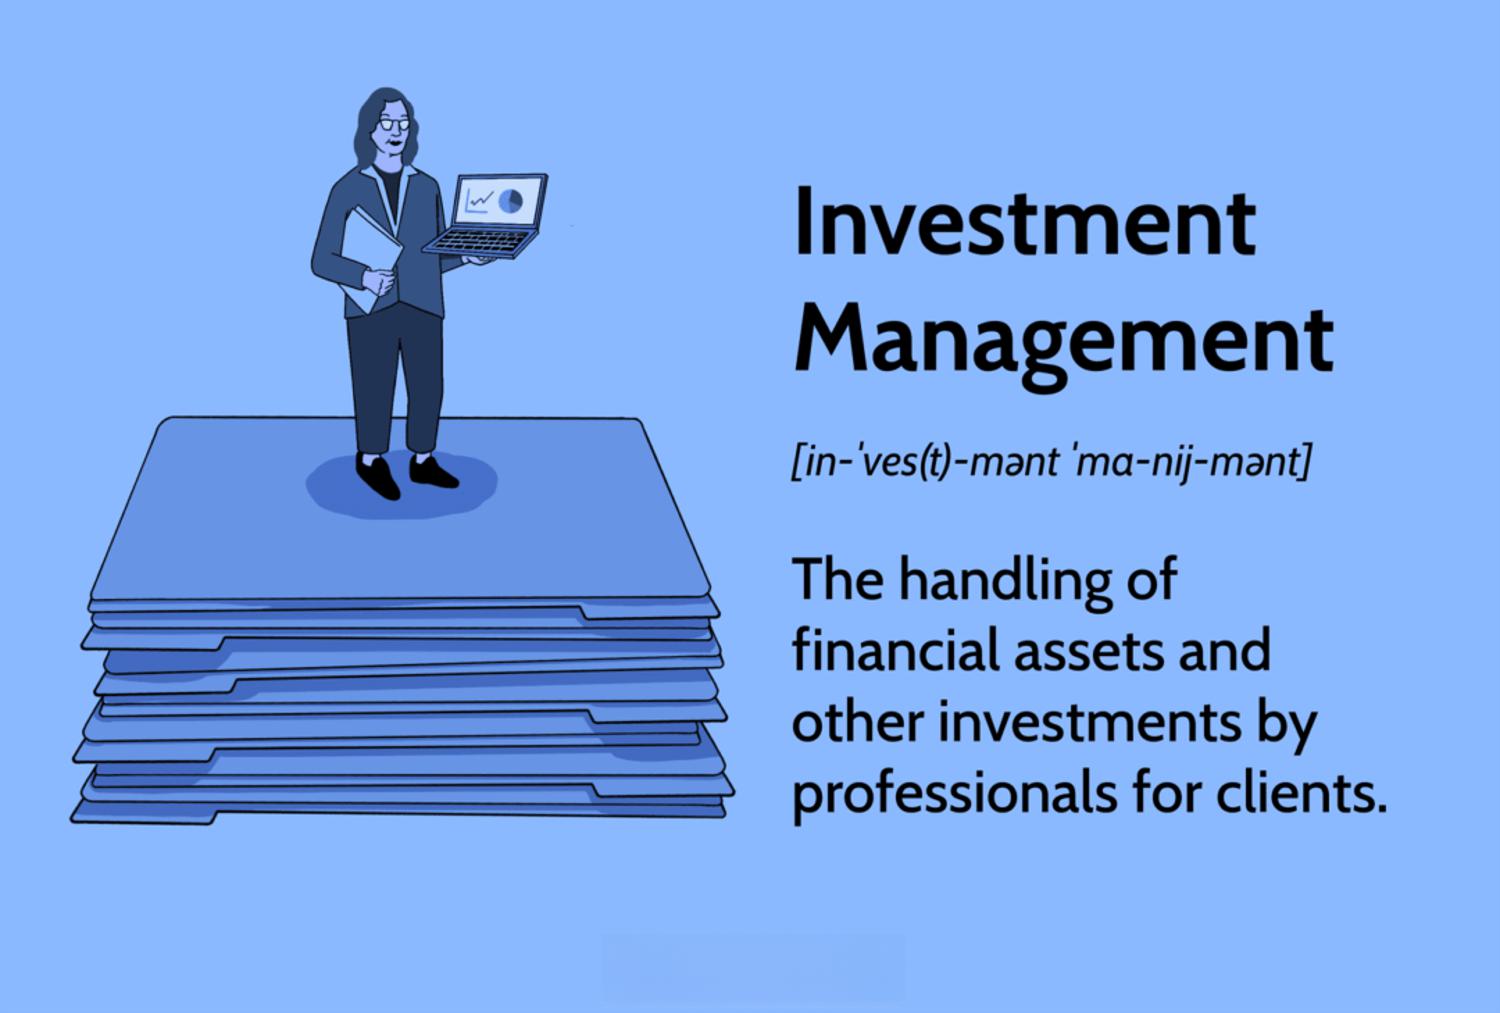 Investment
Management
[in-ˈves(t)-mənt ˈma-nij-mənt]
The handling of
financial assets and
other investments by
professionals for clients.